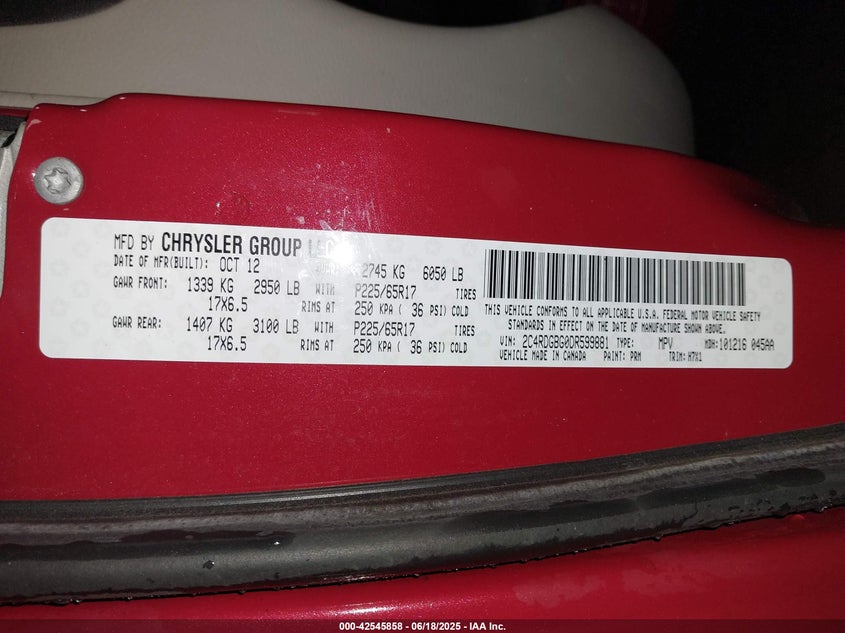 MFD BY CHRYSLER GROUP LLC
DATE OF MFR(BUILT): OCT 12 2745 KG 6050 LB
GAWR FRONT: 1339 KG 2950 LB WITH P225/65R17 TIRES
17X6.5 RIMS AT 250 KPA ( 36 PSI) COLD
GAWR REAR: 1407 KG 3100 LB WITH P225/65R17 TIRES
17X6.5 RIMS AT 250 KPA ( 36 PSI) COLD
THIS VEHICLE CONFORMS TO ALL APPLICABLE U.S.A. FEDERAL MOTOR VEHICLE SAFETY
STANDARDS IN EFFECT ON THE DATE OF MANUFACTURE SHOWN ABOVE.
VIN: 2C4RDGBG0DR599881 TYPE: MPV MDH: 101216 045AA
VEHICLE MADE IN CANADA PAINT: PRM TRIM: H7X1
000-42545858 - 06/18/2025 - IAA Inc.